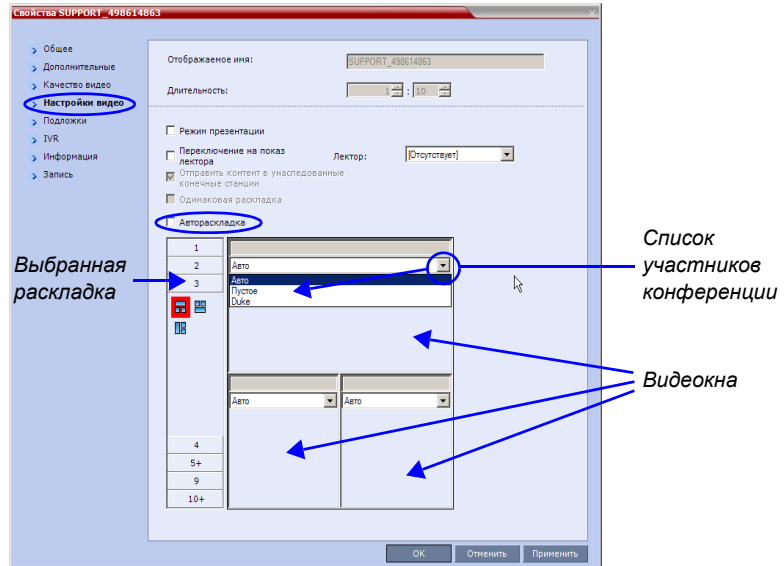 Свойства SUPPORT_498614863
Общее
Дополнительные
Качество видео
Настройки видео
Подложки
IVR
Информация
Запись
Отображаемое имя:
SUPPORT_498614863
Длительность:
1 : 10
Режим презентации
Переключение на показ
лектора
Лектор:
[Отсутствует]
Отправить контент в унаследованные
конечные станции
Одинаковая раскладка
Автораскладка
1
2
3
Авто
Авто
Пустое
Duke
Авто
Авто
4
5+
9
10+
Выбранная
раскладка
Список
участников
конференции
Видеокна
OK
Отменить
Применить